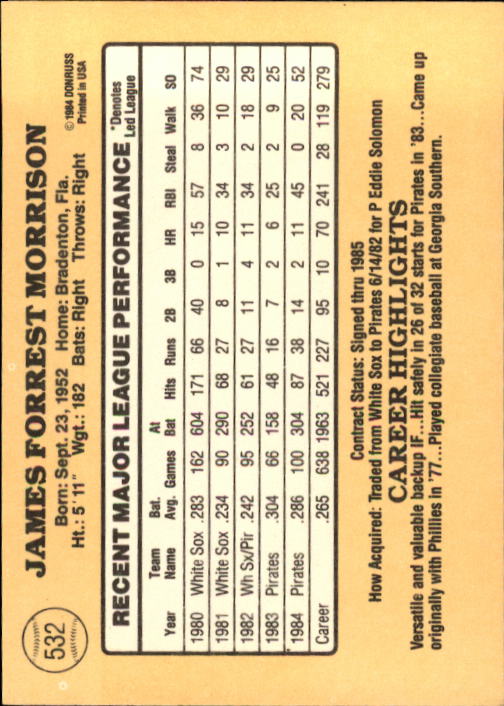 532
JAMES FORREST MORRISON
Born: Sept. 23, 1952 Home: Bradenton, Fla.
Ht.: 5'11" Wgt.: 182 Bats: Right Throws: Right
© 1984 DONRUSS
Printed in USA
RECENT MAJOR LEAGUE PERFORMANCE
*Denotes
Led League
Year Team Name Bat. Avg. Games At Bat Hits Runs 2B 3B HR RBI Steal Walk SO
1980 White Sox .283 162 604 171 66 40 0 15 57 8 36 74
1981 White Sox .234 90 290 68 27 8 1 10 34 3 10 29
1982 Wh Sx/Pir .242 95 252 61 27 11 4 11 34 2 18 29
1983 Pirates .304 66 158 48 16 7 2 6 25 2 9 25
1984 Pirates .286 100 304 87 38 14 2 11 45 0 20 52
Career .265 638 1963 521 227 95 10 70 241 28 119 279
Contract Status: Signed thru 1985
How Acquired: Traded from White Sox to Pirates 6/14/82 for P Eddie Solomon
CAREER HIGHLIGHTS
Versatile and valuable backup IF...Hit safely in 26 of 32 starts for Pirates in '83...Came up
originally with Phillies in '77...Played collegiate baseball at Georgia Southern.